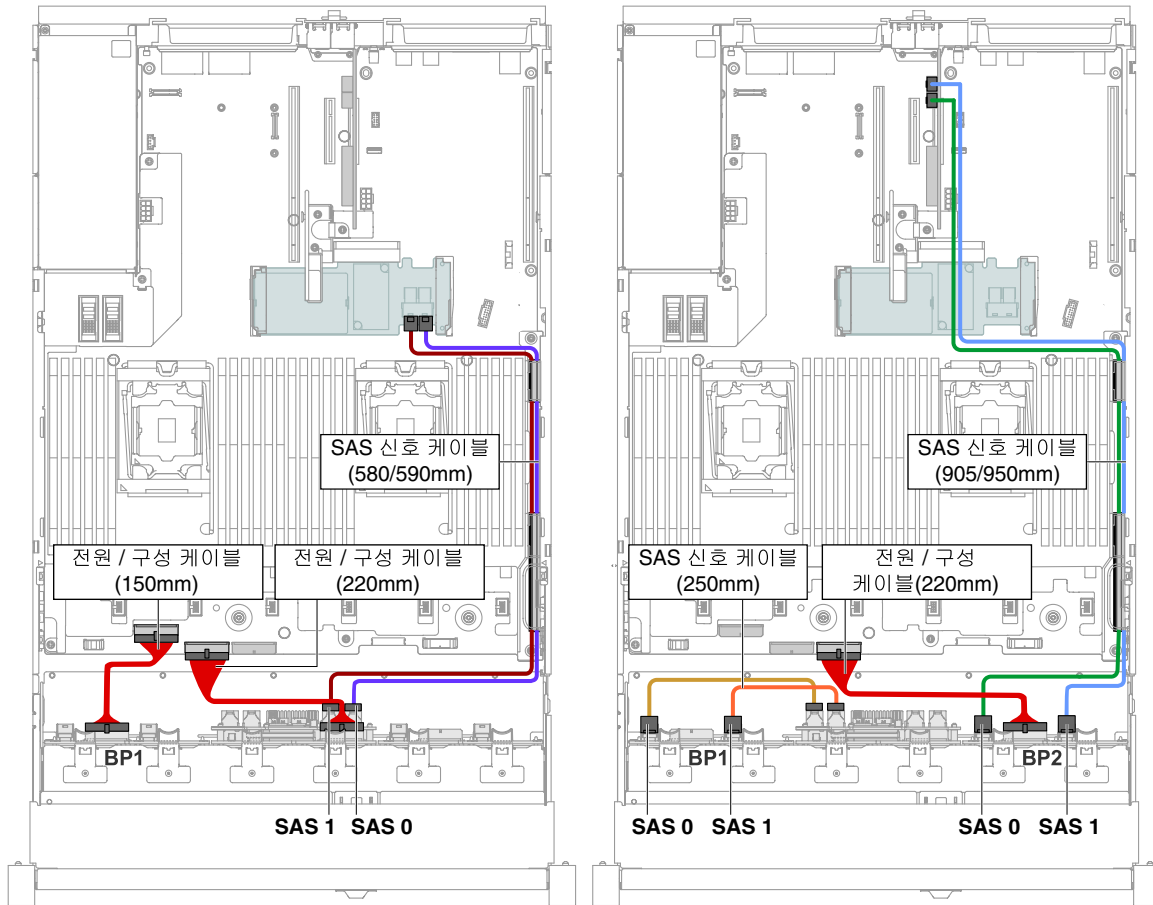 SAS 신호 케이블
(580/590mm)
전원 / 구성 케이블
(150mm)
전원 / 구성 케이블
(220mm)
BP1
SAS 1
SAS 0
SAS 신호 케이블
(905/950mm)
SAS 신호 케이블
(250mm)
전원 / 구성
케이블(220mm)
BP1
BP2
SAS 0
SAS 1
SAS 0
SAS 1